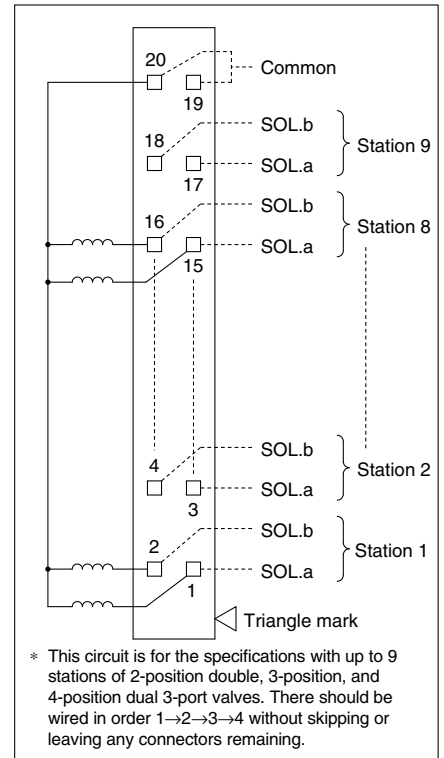 20
Common
19
SOL.b
18
Station 9
SOL.a
17
SOL.b
16
Station 8
SOL.a
15
SOL.b
4
Station 2
SOL.a
3
SOL.b
2
Station 1
SOL.a
1
Triangle mark
* This circuit is for the specifications with up to 9
stations of 2-position double, 3-position, and
4-position dual 3-port valves. There should be
wired in order 1→2→3→4 without skipping or
leaving any connectors remaining.